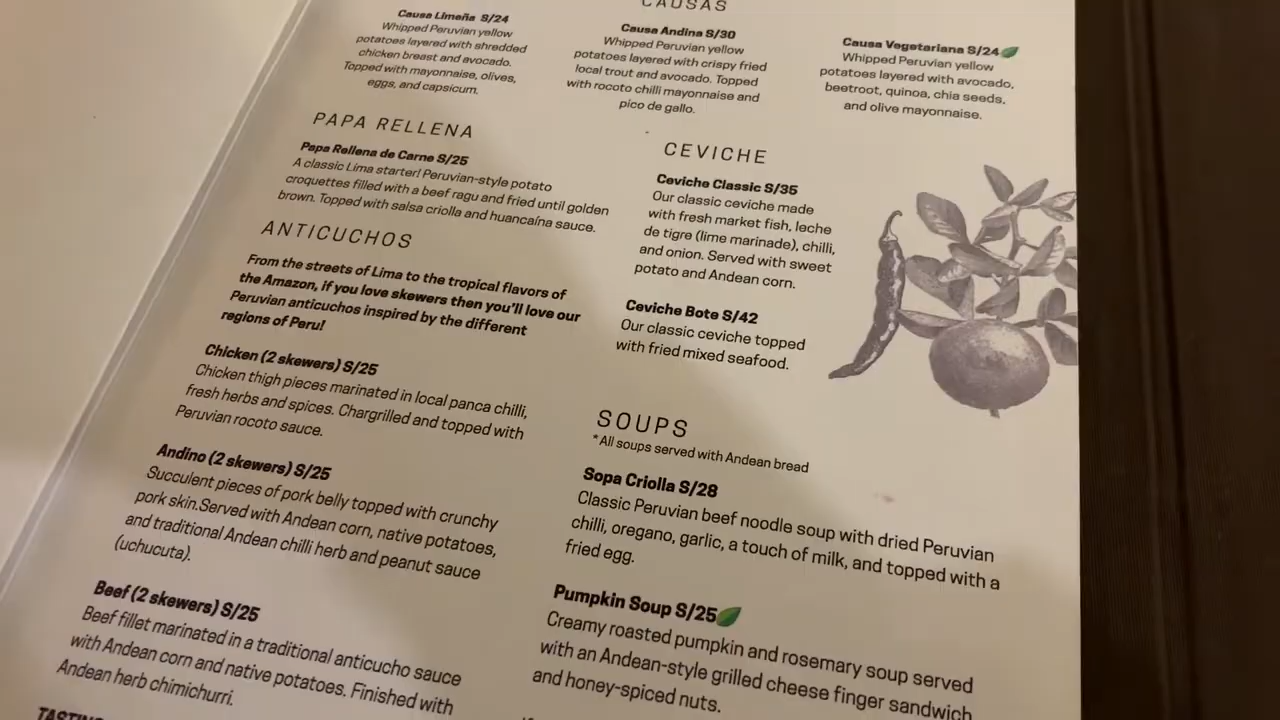 CAUSAS
Causa Limeña S/24
Whipped Peruvian yellow
potatoes layered with shredded
chicken breast and avocado.
Topped with mayonnaise, olives,
eggs, and capsicum.
Causa Andina S/30
Whipped Peruvian yellow
potatoes layered with crispy fried
local trout and avocado. Topped
with rocoto chilli mayonnaise and
pico de gallo.
Causa Vegetariana S/24
Whipped Peruvian yellow
potatoes layered with avocado,
beetroot, quinoa, chia seeds,
and olive mayonnaise.
PAPA RELLENA
Papa Rellena de Carne S/25
A classic Lima starter! Peruvian-style potato
croquettes filled with a beef ragu and fried until golden
brown. Topped with salsa criolla and huancaína sauce.
ANTICUCHOS
From the streets of Lima to the tropical flavors of
the Amazon, if you love skewers then you'll love our
Peruvian anticuchos inspired by the different
regions of Peru!
Chicken (2 skewers) S/25
Chicken thigh pieces marinated in local panca chilli,
fresh herbs and spices. Chargrilled and topped with
Peruvian rocoto sauce.
Andino (2 skewers) S/25
Succulent pieces of pork belly topped with crunchy
pork skin.Served with Andean corn, native potatoes,
and traditional Andean chilli herb and peanut sauce
(uchucuta).
Beef (2 skewers) S/25
Beef fillet marinated in a traditional anticucho sauce
with Andean corn and native potatoes. Finished with
Andean herb chimichurri.
CEVICHE
Ceviche Classic S/35
Our classic ceviche made
with fresh market fish, leche
de tigre (lime marinade), chilli,
and onion. Served with sweet
potato and Andean corn.
Ceviche Bote S/42
Our classic ceviche topped
with fried mixed seafood.
SOUPS
*All soups served with Andean bread
Sopa Criolla S/28
Classic Peruvian beef noodle soup with dried Peruvian
chilli, oregano, garlic, a touch of milk, and topped with a
fried egg.
Pumpkin Soup S/25
Creamy roasted pumpkin and rosemary soup served
with an Andean-style grilled cheese finger sandwich
and honey-spiced nuts.